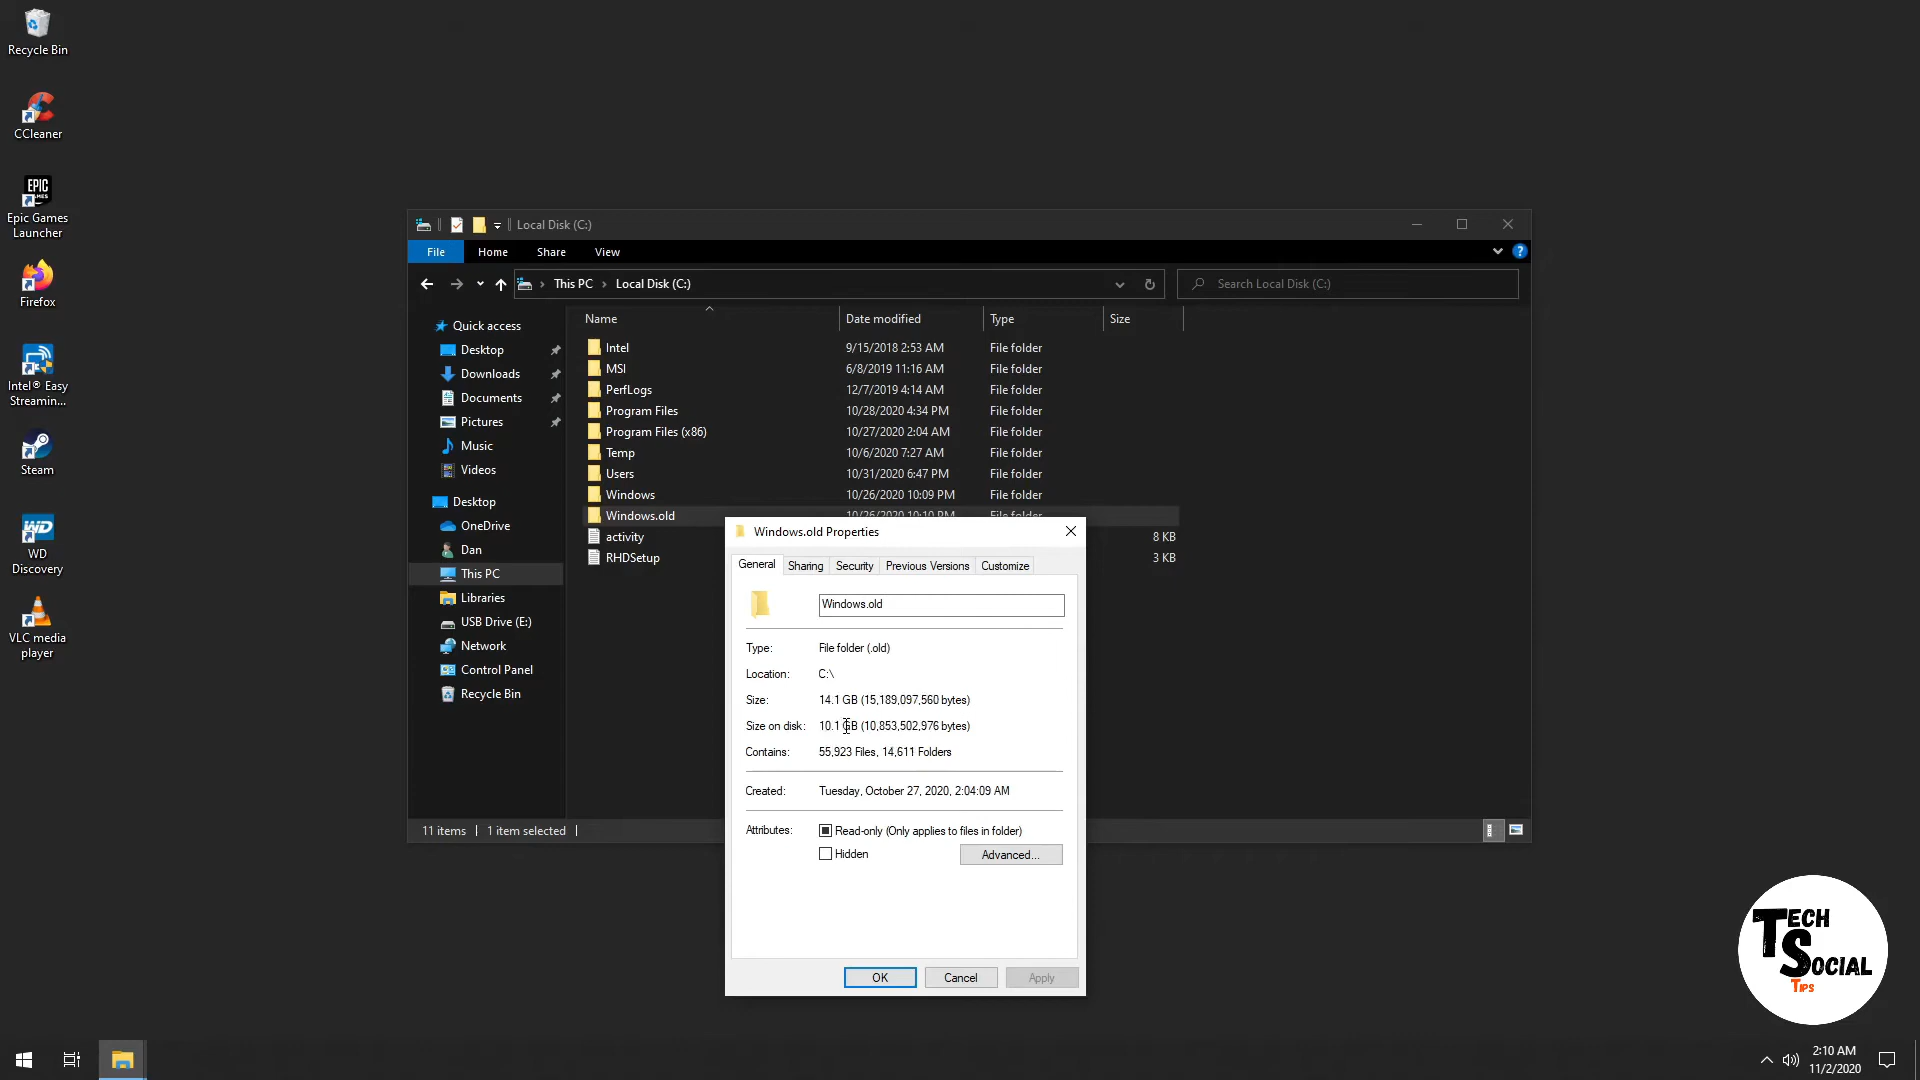 Recycle Bin
CCleaner
Epic Games
Launcher
Firefox
Intel® Easy
Streamin...
Steam
WD
Discovery
VLC media
player
Local Disk (C:)
File Home Share View
This PC › Local Disk (C:)
Search Local Disk (C:)
Quick access
Desktop
Downloads
Documents
Pictures
Music
Videos
Desktop
OneDrive
Dan
This PC
Libraries
USB Drive (E:)
Network
Control Panel
Recycle Bin
Name Date modified Type Size
Intel 9/15/2018 2:53 AM File folder
MSI 6/8/2019 11:16 AM File folder
PerfLogs 12/7/2019 4:14 AM File folder
Program Files 10/28/2020 4:34 PM File folder
Program Files (x86) 10/27/2020 2:04 AM File folder
Temp 10/6/2020 7:27 AM File folder
Users 10/31/2020 6:47 PM File folder
Windows 10/26/2020 10:09 PM File folder
Windows.old 10/26/2020 10:10 PM File folder
activity 8 KB
RHDSetup 3 KB
11 items 1 item selected
Windows.old Properties
General Sharing Security Previous Versions Customize
Windows.old
Type: File folder (.old)
Location: C:\
Size: 14.1 GB (15,189,097,560 bytes)
Size on disk: 10.1 GB (10,853,502,976 bytes)
Contains: 55,923 Files, 14,611 Folders
Created: Tuesday, October 27, 2020, 2:04:09 AM
Attributes: Read-only (Only applies to files in folder)
Hidden Advanced...
OK Cancel Apply
TECH
SOCIAL
TIPS
2:10 AM
11/2/2020